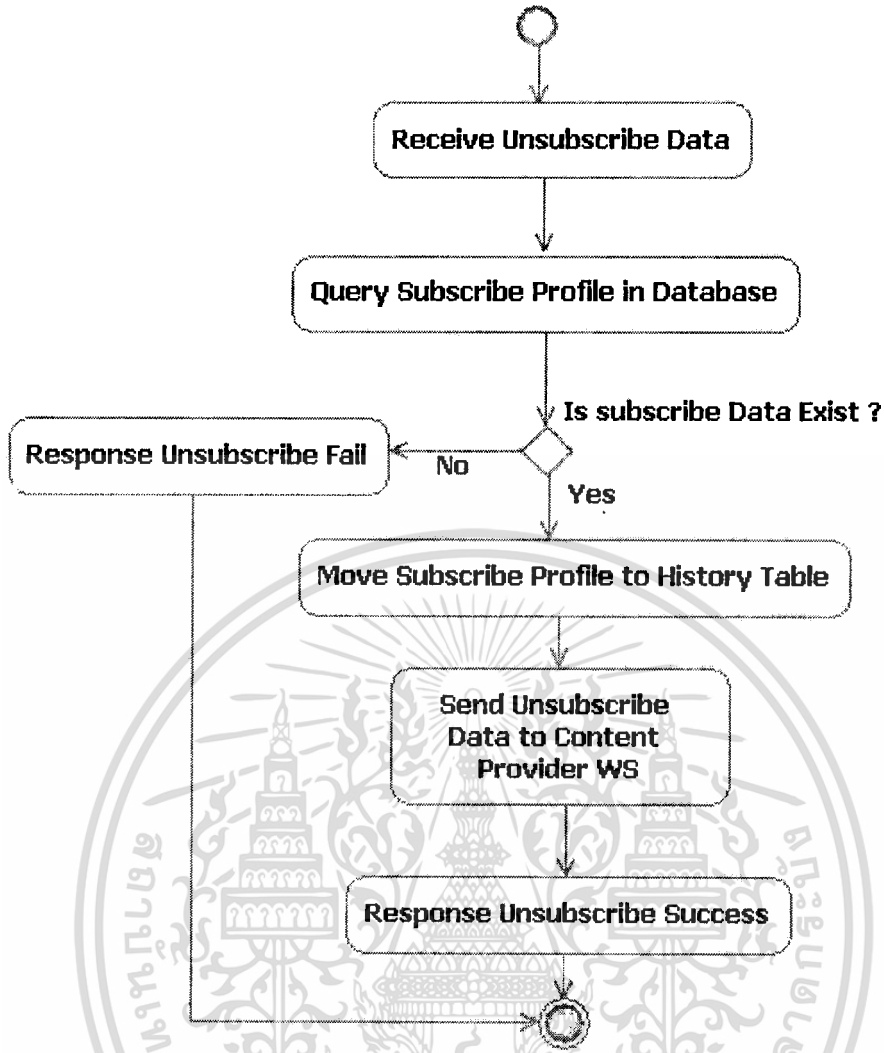 Receive Unsubscribe Data
Query Subscribe Profile in Database
Is subscribe Data Exist ?
Response Unsubscribe Fail
No
Yes
Move Subscribe Profile to History Table
Send Unsubscribe
Data to Content
Provider WS
Response Unsubscribe Success